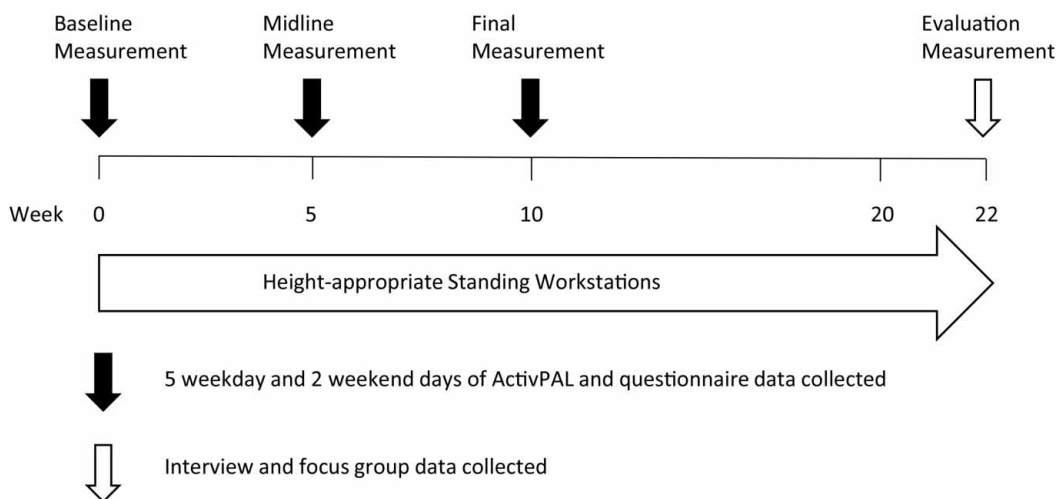 Baseline
Measurement
Midline
Measurement
Final
Measurement
Evaluation
Measurement
Week 0 5 10 20 22
Height-appropriate Standing Workstations
5 weekday and 2 weekend days of ActivPAL and questionnaire data collected
Interview and focus group data collected